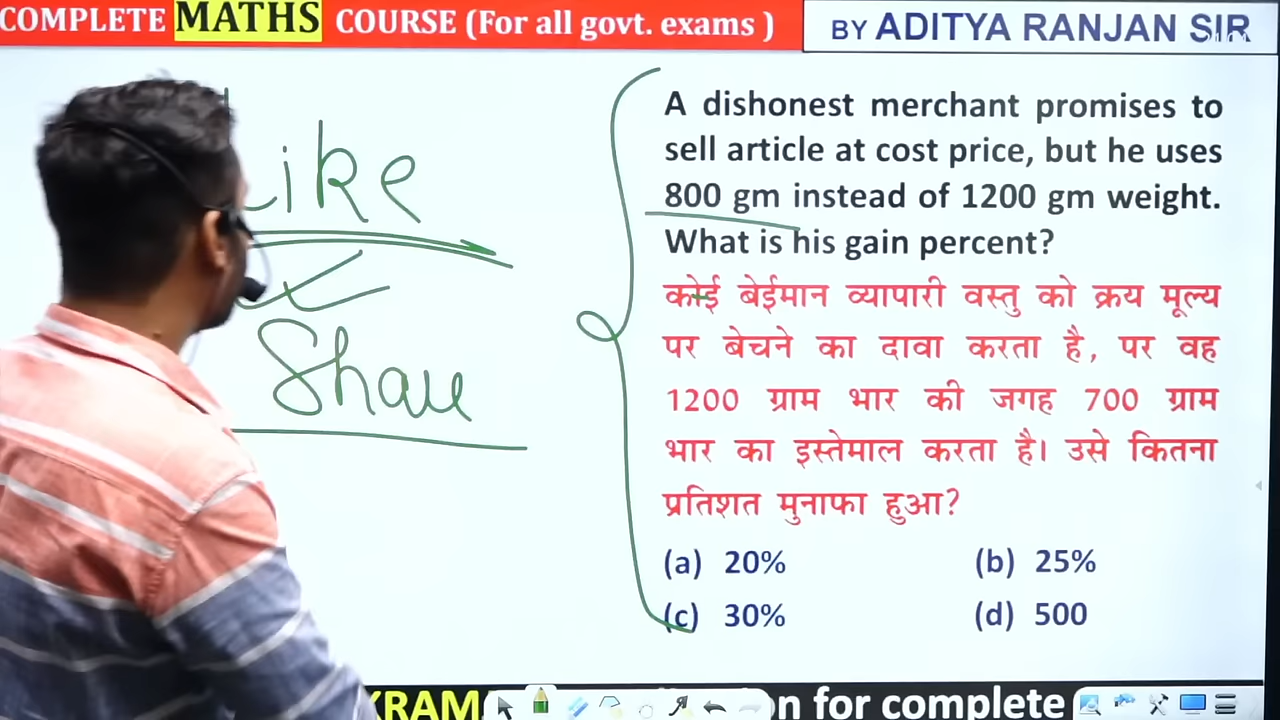 COMPLETE MATHS COURSE (For all govt. exams )
BY ADITYA RANJAN SIR
A dishonest merchant promises to
sell article at cost price, but he uses
800 gm instead of 1200 gm weight.
What is his gain percent?
कोई बेईमान व्यापारी वस्तु को क्रय मूल्य
पर बेचने का दावा करता है, पर वह
1200 ग्राम भार की जगह 700 ग्राम
भार का इस्तेमाल करता है। उसे कितना
प्रतिशत मुनाफा हुआ?
(a) 20% (b) 25%
(c) 30% (d) 500
Like
n for complete